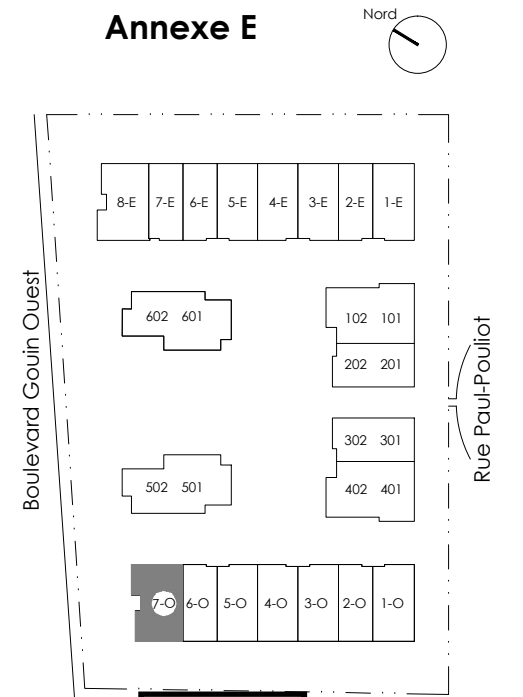 Annexe E
Nord
8-E 7-E 6-E 5-E 4-E 3-E 2-E 1-E
Boulevard Gouin Ouest
602 601
102 101
202 201
Rue Paul-Pouliot
302 301
502 501
402 401
7-O 6-O 5-O 4-O 3-O 2-O 1-O